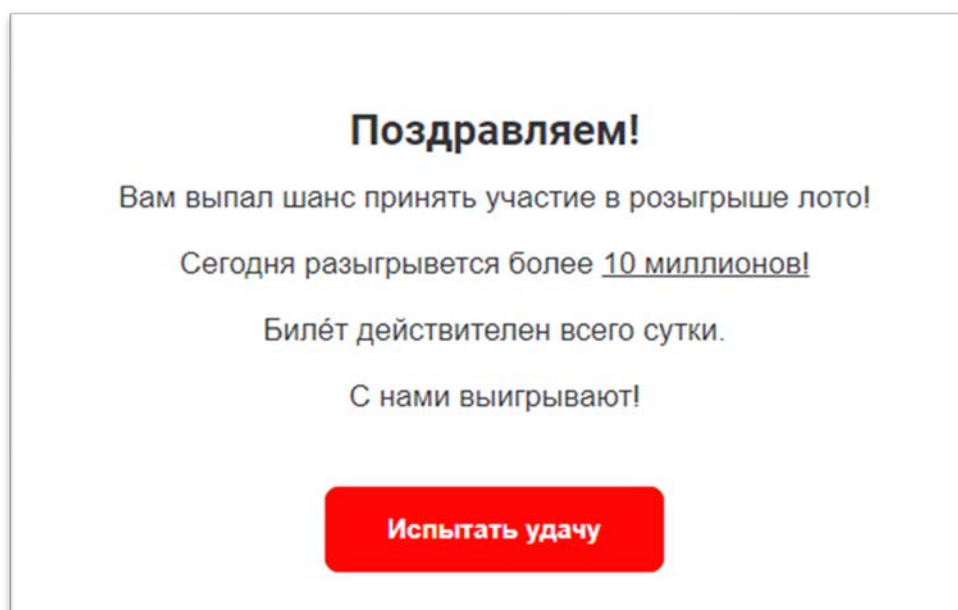 Поздравляем!
Вам выпал шанс принять участие в розыгрыше лото!
Сегодня разыгрывется более 10 миллионов!
Билéт действителен всего сутки.
С нами выигрывают!
Испытать удачу